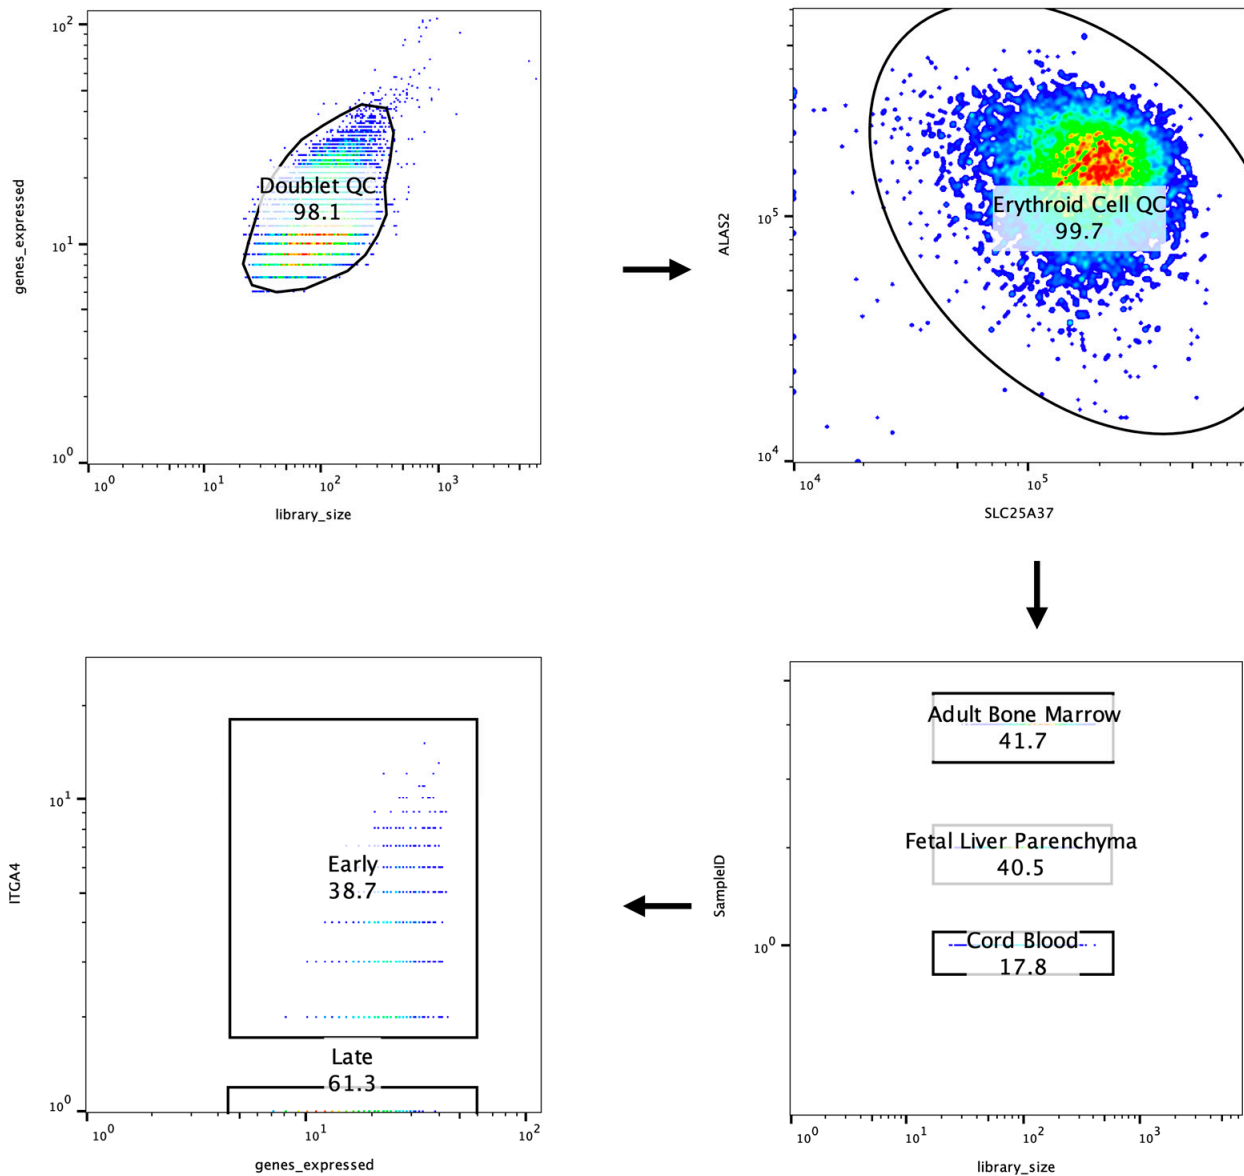 10²
10¹
10⁰
genes_expressed
Doublet QC
98.1
10⁰ 10¹ 10² 10³
library_size
10⁵
10⁴
ALAS2
Erythroid Cell QC
99.7
10⁴ 10⁵
SLC25A37
10¹
10⁰
ITGA4
Early
38.7
Late
61.3
10⁰ 10¹ 10²
genes_expressed
10⁰
SampleID
Adult Bone Marrow
41.7
Fetal Liver Parenchyma
40.5
Cord Blood
17.8
10⁰ 10¹ 10² 10³
library_size